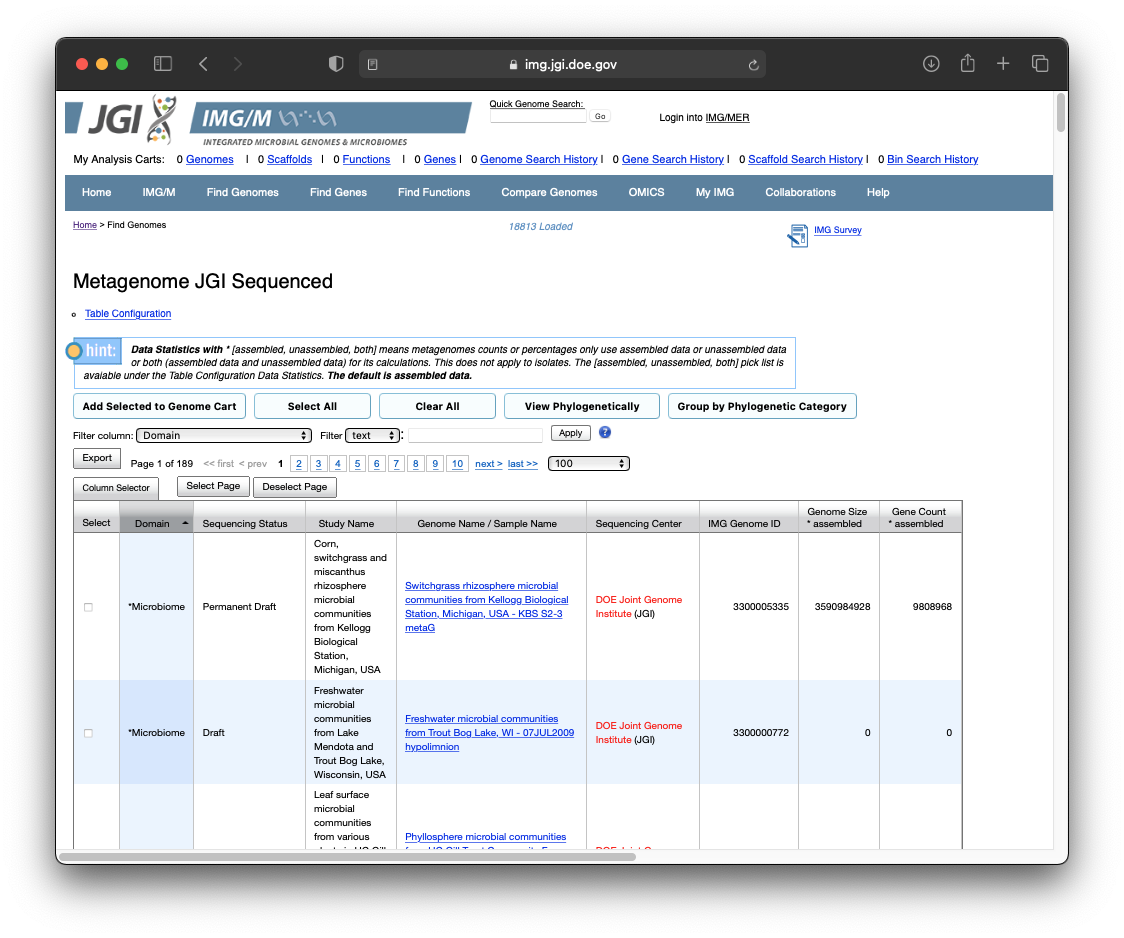 img.jgi.doe.gov
JGI
IMG/M
INTEGRATED MICROBIAL GENOMES & MICROBIOMES
Quick Genome Search:
Go
Login into IMG/MER
My Analysis Carts: 0 Genomes | 0 Scaffolds | 0 Functions | 0 Genes | 0 Genome Search History | 0 Gene Search History | 0 Scaffold Search History | 0 Bin Search History
Home IMG/M Find Genomes Find Genes Find Functions Compare Genomes OMICS My IMG Collaborations Help
Home > Find Genomes
18813 Loaded
IMG Survey
Metagenome JGI Sequenced
Table Configuration
hint: Data Statistics with * [assembled, unassembled, both] means metagenomes counts or percentages only use assembled data or unassembled data
or both (assembled data and unassembled data) for its calculations. This does not apply to isolates. The [assembled, unassembled, both] pick list is
avaiable under the Table Configuration Data Statistics. The default is assembled data.
Add Selected to Genome Cart Select All Clear All View Phylogenetically Group by Phylogenetic Category
Filter column: Domain Filter text : Apply ?
Export Page 1 of 189 << first < prev 1 2 3 4 5 6 7 8 9 10 next > last >> 100
Column Selector Select Page Deselect Page
Select Domain Sequencing Status Study Name Genome Name / Sample Name Sequencing Center IMG Genome ID Genome Size * assembled Gene Count * assembled
*Microbiome
Permanent Draft
Corn,
switchgrass and
miscanthus
rhizosphere
microbial
communities
from Kellogg
Biological
Station,
Michigan, USA
Switchgrass rhizosphere microbial
communities from Kellogg Biological
Station, Michigan, USA - KBS S2-3
metaG
DOE Joint Genome
Institute (JGI)
3300005335
3590984928
9808968
*Microbiome
Draft
Freshwater
microbial
communities
from Lake
Mendota and
Trout Bog Lake,
Wisconsin, USA
Freshwater microbial communities
from Trout Bog Lake, WI - 07JUL2009
hypolimnion
DOE Joint Genome
Institute (JGI)
3300000772
0
0
Leaf surface
microbial
communities
from various
Phyllosphere microbial communities